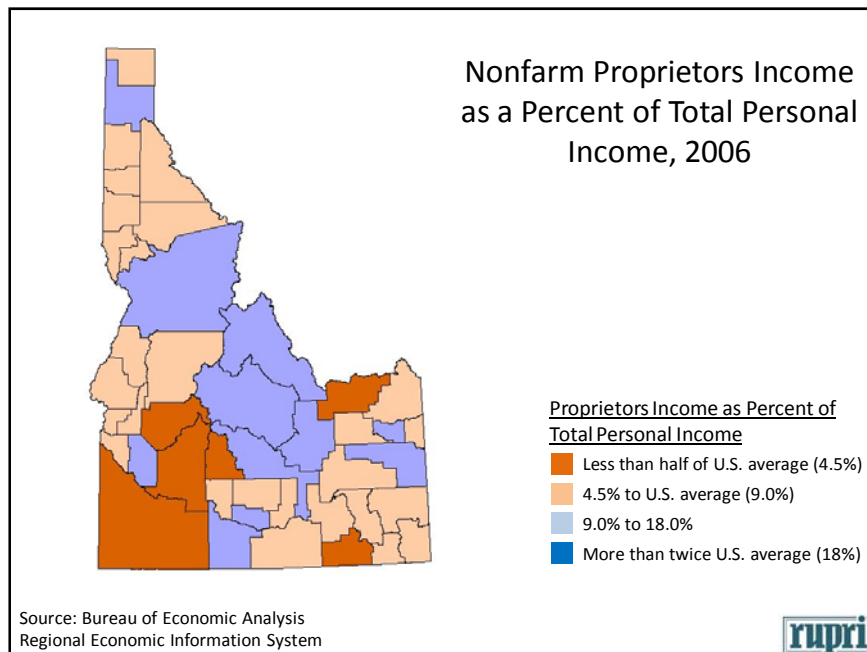 Nonfarm Proprietors Income
as a Percent of Total Personal
Income, 2006
Proprietors Income as Percent of
Total Personal Income
Less than half of U.S. average (4.5%)
4.5% to U.S. average (9.0%)
9.0% to 18.0%
More than twice U.S. average (18%)
Source: Bureau of Economic Analysis
Regional Economic Information System
rupri